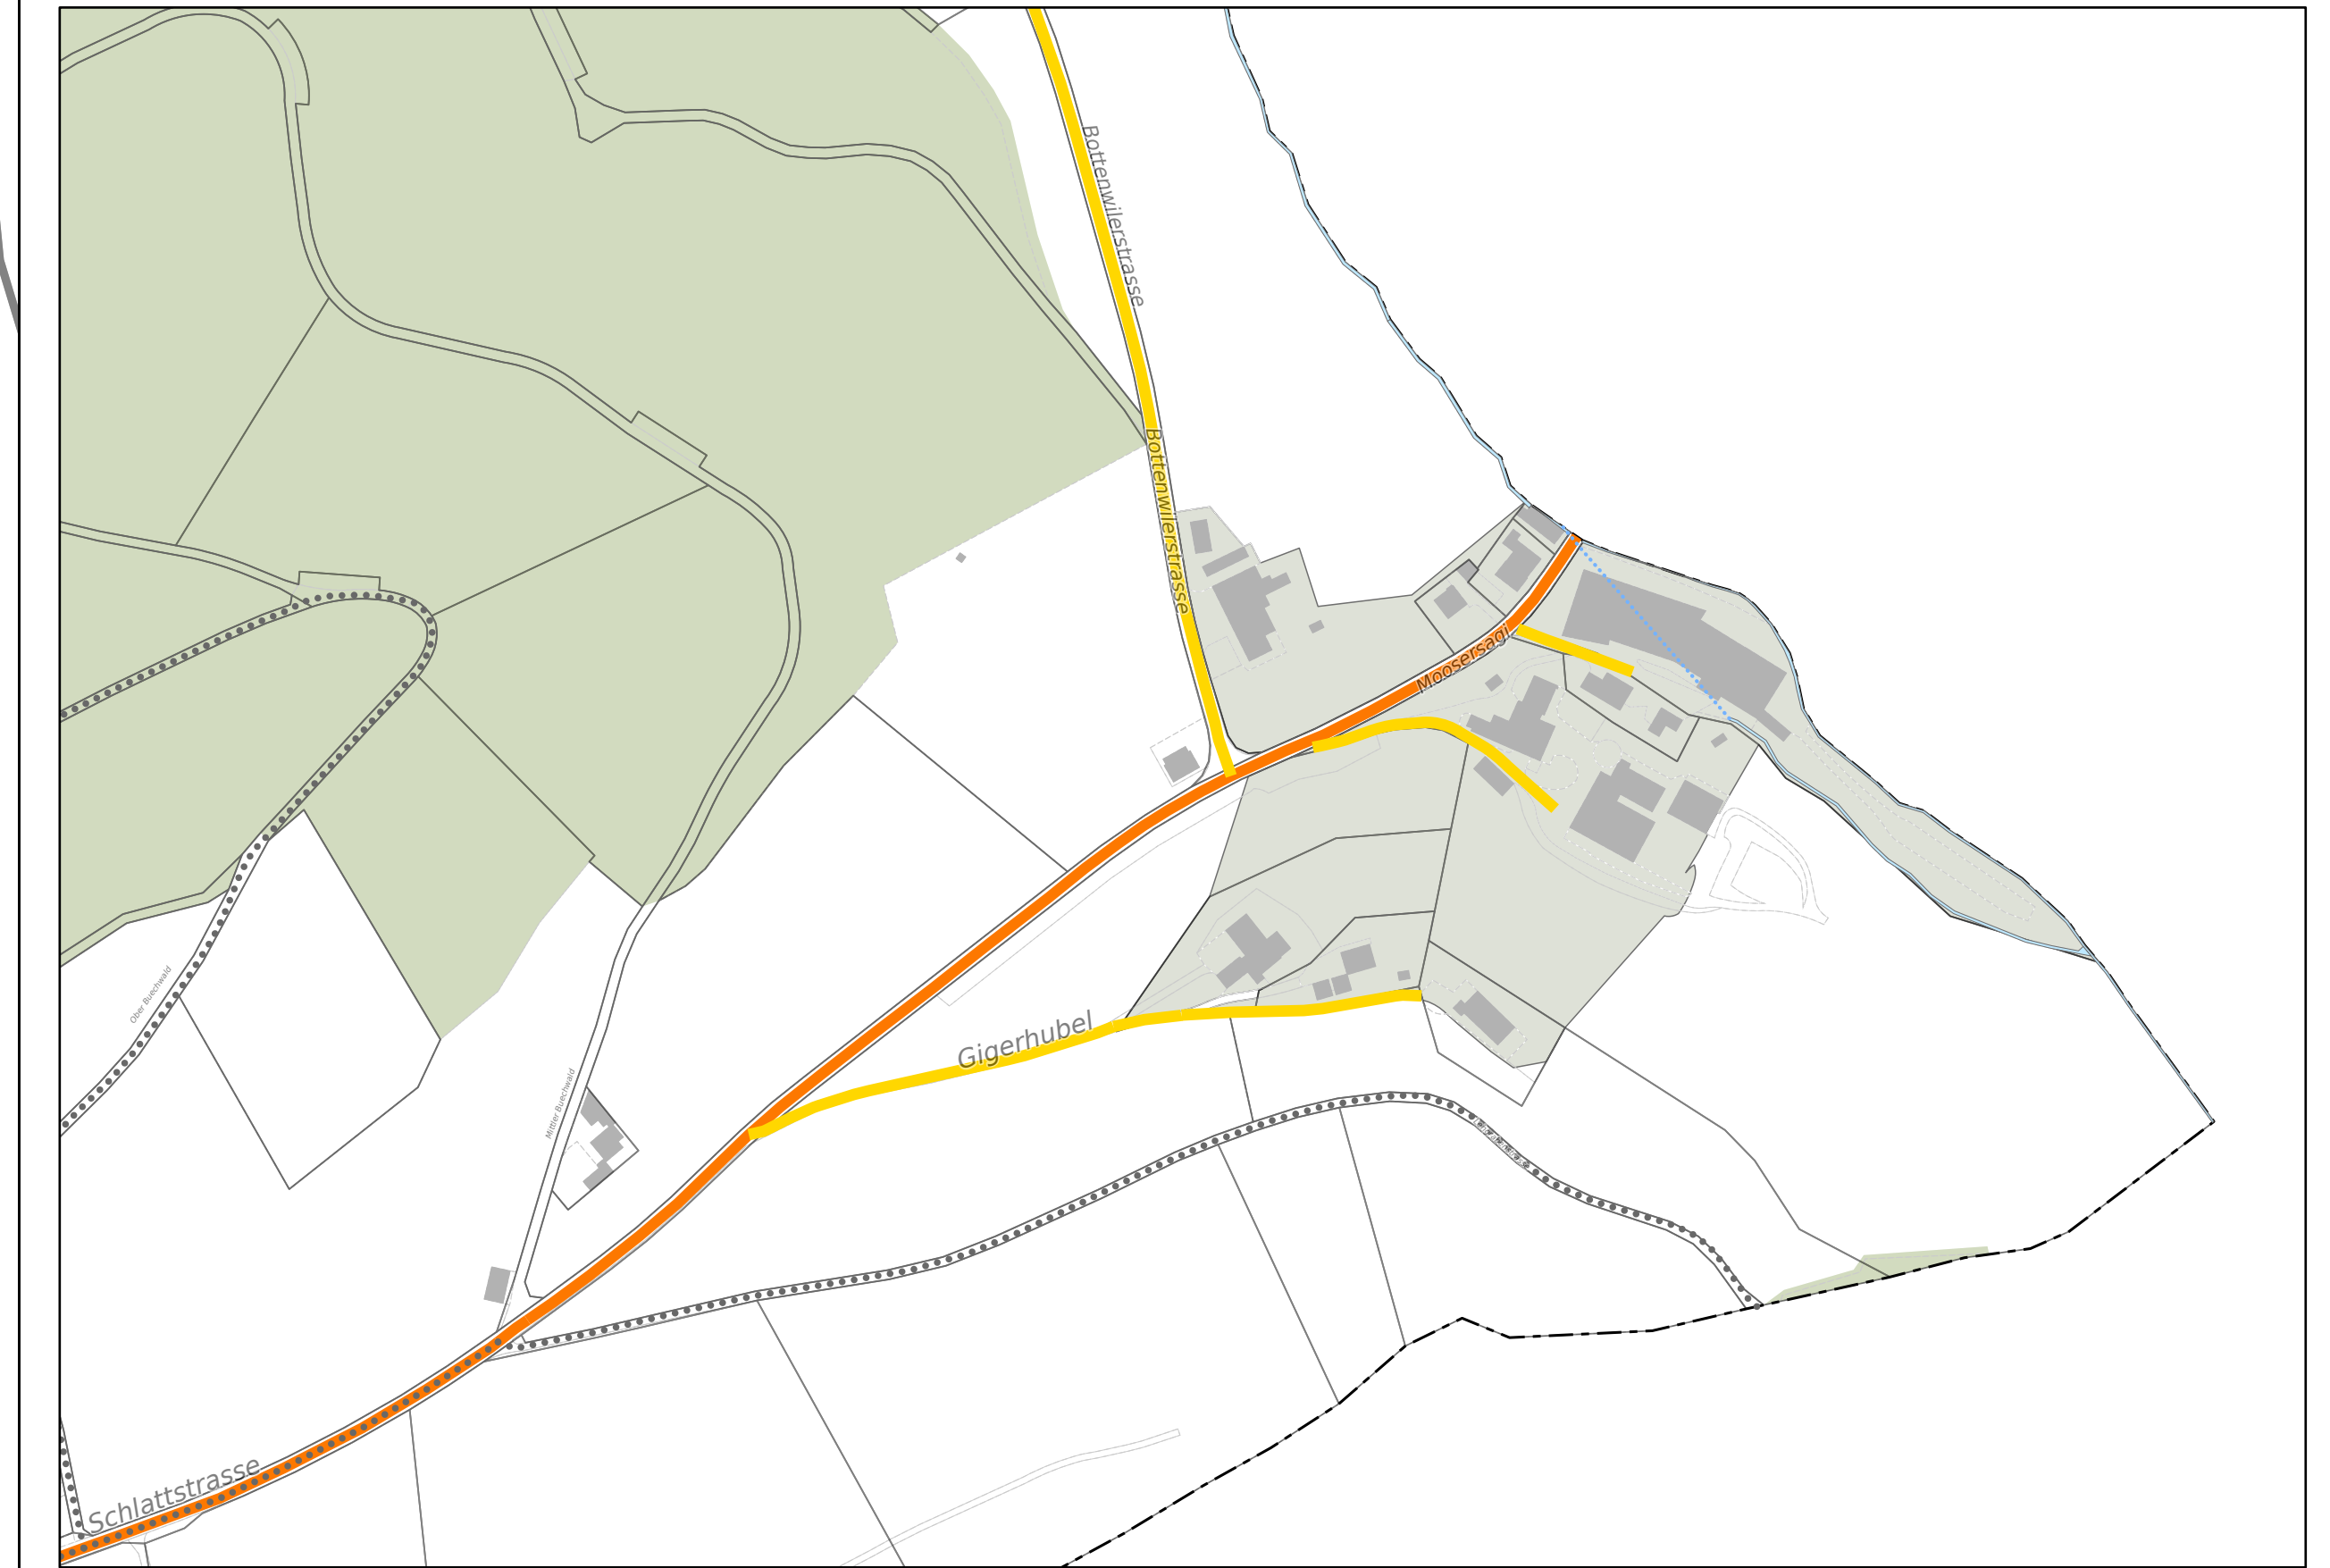 Bottenwilerstrasse
Bottenwilerstrasse
Moosersagi
Ober Buechwald
Gigerhubel
Mittler Buechwald
Schlattstrasse